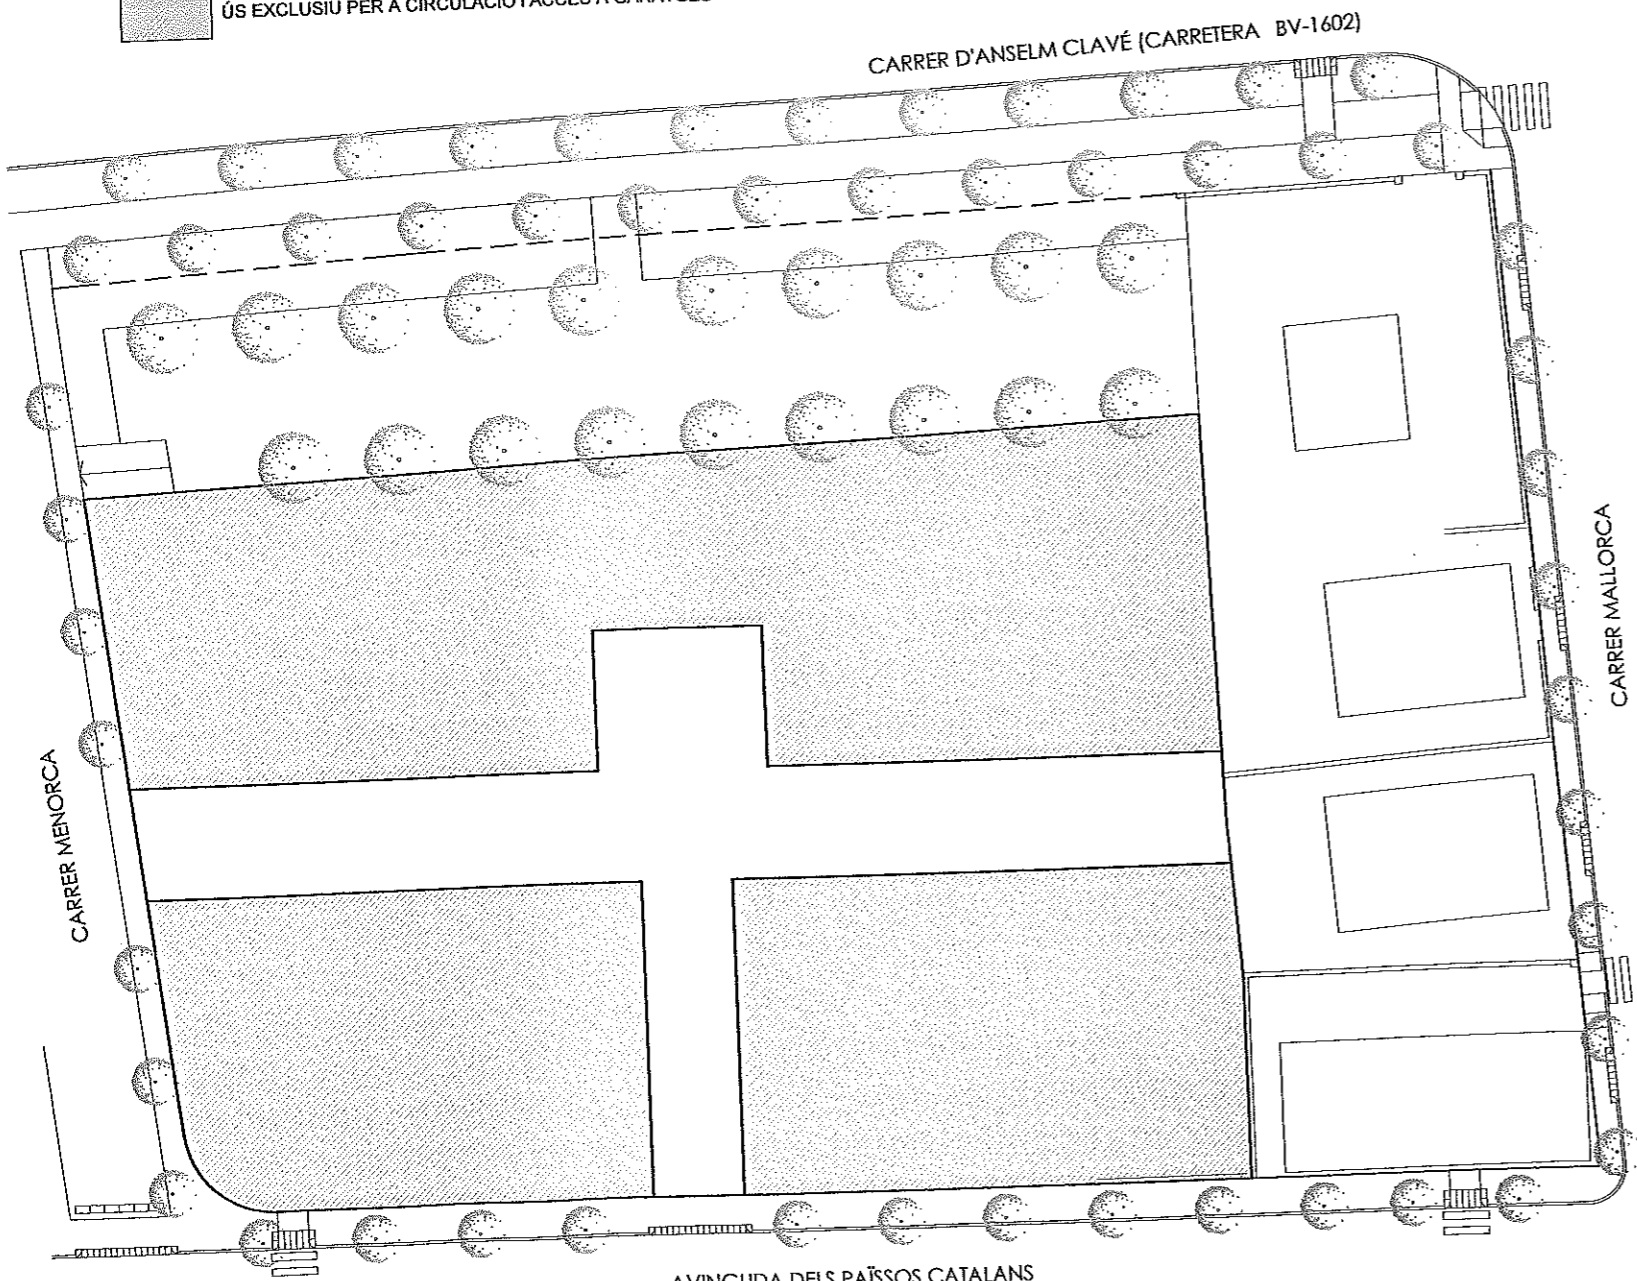 ÚS EXCLUSIU PER A CIRCULACIÓ I ACCÉS A GARATGES
CARRER D'ANSELM CLAVÉ (CARRETERA BV-1602)
CARRER MALLORCA
CARRER MENORCA
AVINGUDA DELS PAÏSSOS CATALANS